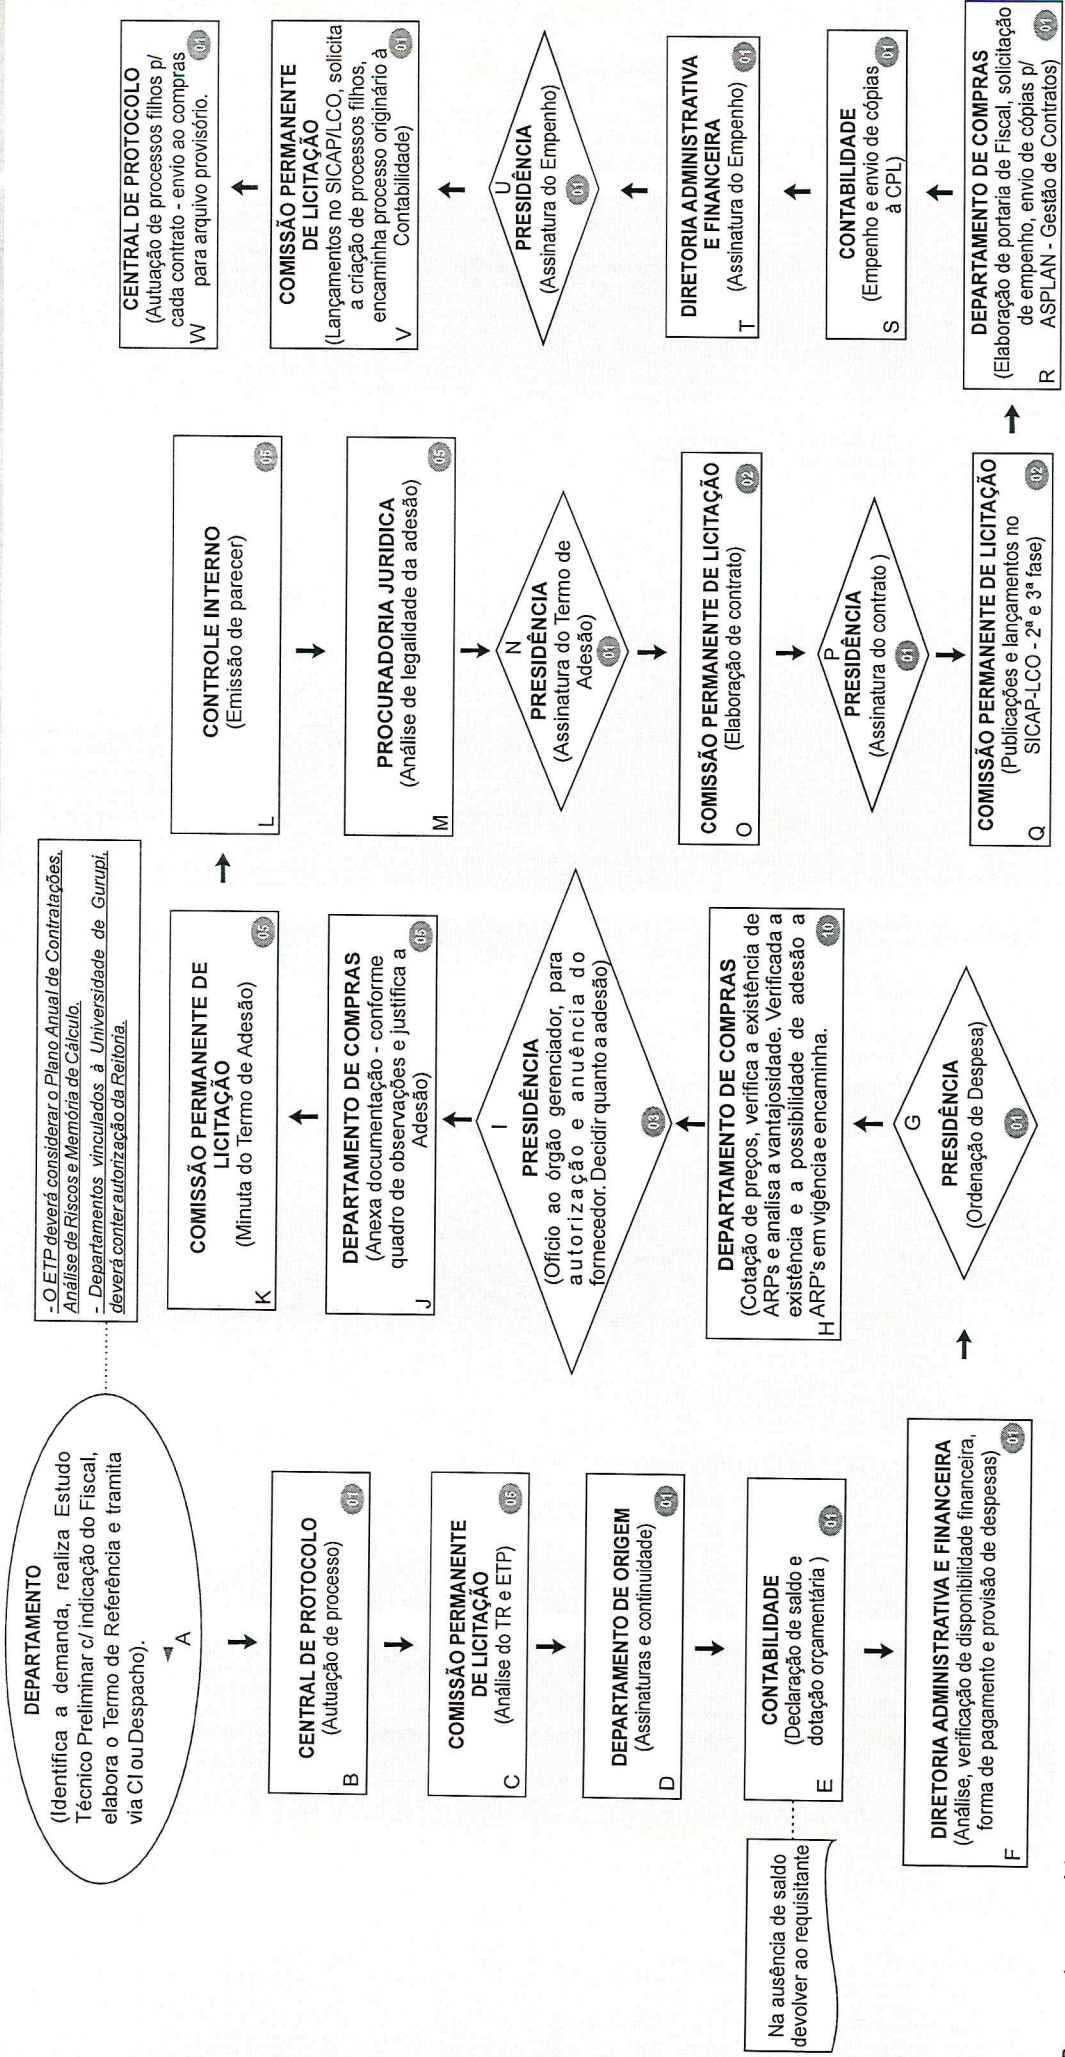 DEPARTAMENTO
(Identifica a demanda, realiza Estudo
Técnico Preliminar c/ indicação do Fiscal,
elabora o Termo de Referência e tramita
via CI ou Despacho).
A
- O ETP deverá considerar o Plano Anual de Contratações,
Análise de Riscos e Memória de Cálculo.
- Departamentos vinculados à Universidade de Gurupi,
deverá conter autorização da Reitoria.
CENTRAL DE PROTOCOLO
(Autuação de processo)
B
01
COMISSÃO PERMANENTE
DE LICITAÇÃO
(Análise do TR e ETP)
C
05
DEPARTAMENTO DE ORIGEM
(Assinaturas e continuidade)
D
01
CONTABILIDADE
(Declaração de saldo e
dotação orçamentária )
E
01
Na ausência de saldo
devolver ao requisitante
DIRETORIA ADMINISTRATIVA E FINANCEIRA
(Análise, verificação de disponibilidade financeira,
forma de pagamento e provisão de despesas)
F
01
G
PRESIDÊNCIA
(Ordenação de Despesa)
01
DEPARTAMENTO DE COMPRAS
(Cotação de preços, verifica a existência de
ARPs e analisa a vantajosidade. Verificada a
existência e a possibilidade de adesão a
ARP's em vigência e encaminha.
H
10
I
PRESIDÊNCIA
(Ofício ao órgão gerenciador, para
autorização e anuência do
fornecedor. Decidir quanto a adesão)
03
DEPARTAMENTO DE COMPRAS
(Anexa documentação - conforme
quadro de observações e justifica a
Adesão)
J
05
COMISSÃO PERMANENTE DE
LICITAÇÃO
(Minuta do Termo de Adesão)
K
05
CONTROLE INTERNO
(Emissão de parecer)
L
05
PROCURADORIA JURIDICA
(Análise de legalidade da adesão)
M
05
N
PRESIDÊNCIA
(Assinatura do Termo de
Adesão)
01
COMISSÃO PERMANENTE DE LICITAÇÃO
(Elaboração de contrato)
O
02
P
PRESIDÊNCIA
(Assinatura do contrato )
01
COMISSÃO PERMANENTE DE LICITAÇÃO
(Publicações e lançamentos no
SICAP-LCO - 2ª e 3ª fase)
Q
02
DEPARTAMENTO DE COMPRAS
(Elaboração de portaria de Fiscal, solicitação
de empenho, envio de cópias p/
ASPLAN - Gestão de Contratos)
R
01
CONTABILIDADE
(Empenho e envio de cópias
à CPL)
S
01
DIRETORIA ADMINISTRATIVA
E FINANCEIRA
(Assinatura do Empenho)
T
01
U
PRESIDÊNCIA
(Assinatura do Empenho)
01
COMISSÃO PERMANENTE
DE LICITAÇÃO
(Lançamentos no SICAP/LCO, solicita
a criação de processos filhos,
encaminha processo originário à
Contabilidade)
V
01
CENTRAL DE PROTOCOLO
(Autuação de processos filhos p/
cada contrato - envio ao compras
para arquivo provisório.
W
01